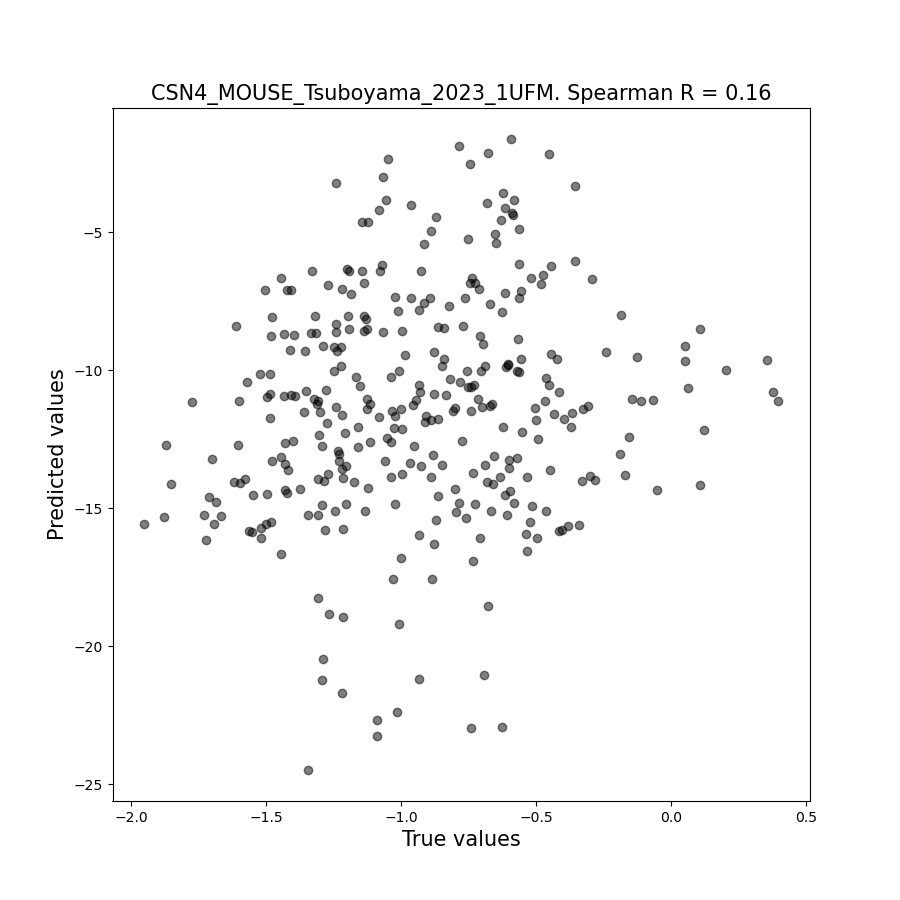 CSN4_MOUSE_Tsuboyama_2023_1UFM. Spearman R = 0.16
Predicted values
−5
−10
−15
−20
−25
−2.0 −1.5 −1.0 −0.5 0.0 0.5
True values